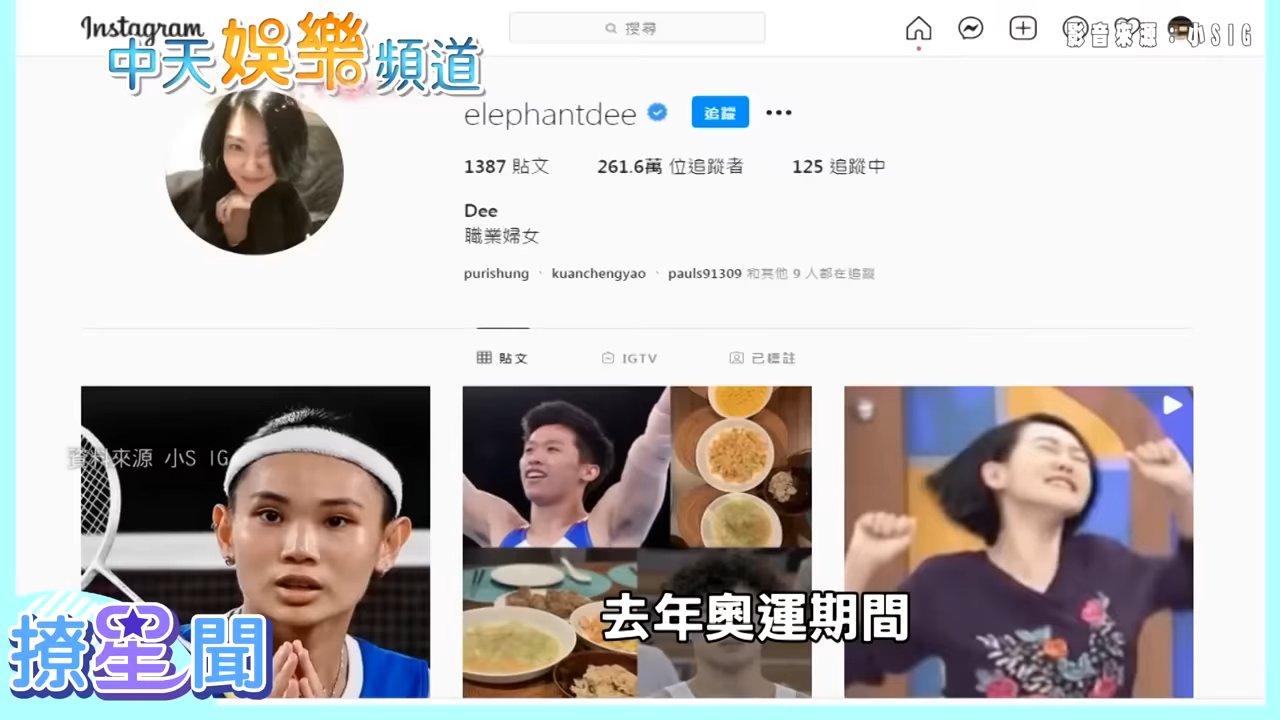 Instagram
搜尋
影音來源：小SIG
中天娛樂頻道
elephantdee
追蹤
1387 貼文
261.6萬 位追蹤者
125 追蹤中
Dee
職業婦女
purishung、kuanchengyao、pauls91309 和其他 9 人都在追蹤
貼文
IGTV
已標註
資料來源 小S IG
去年奧運期間
撩星聞